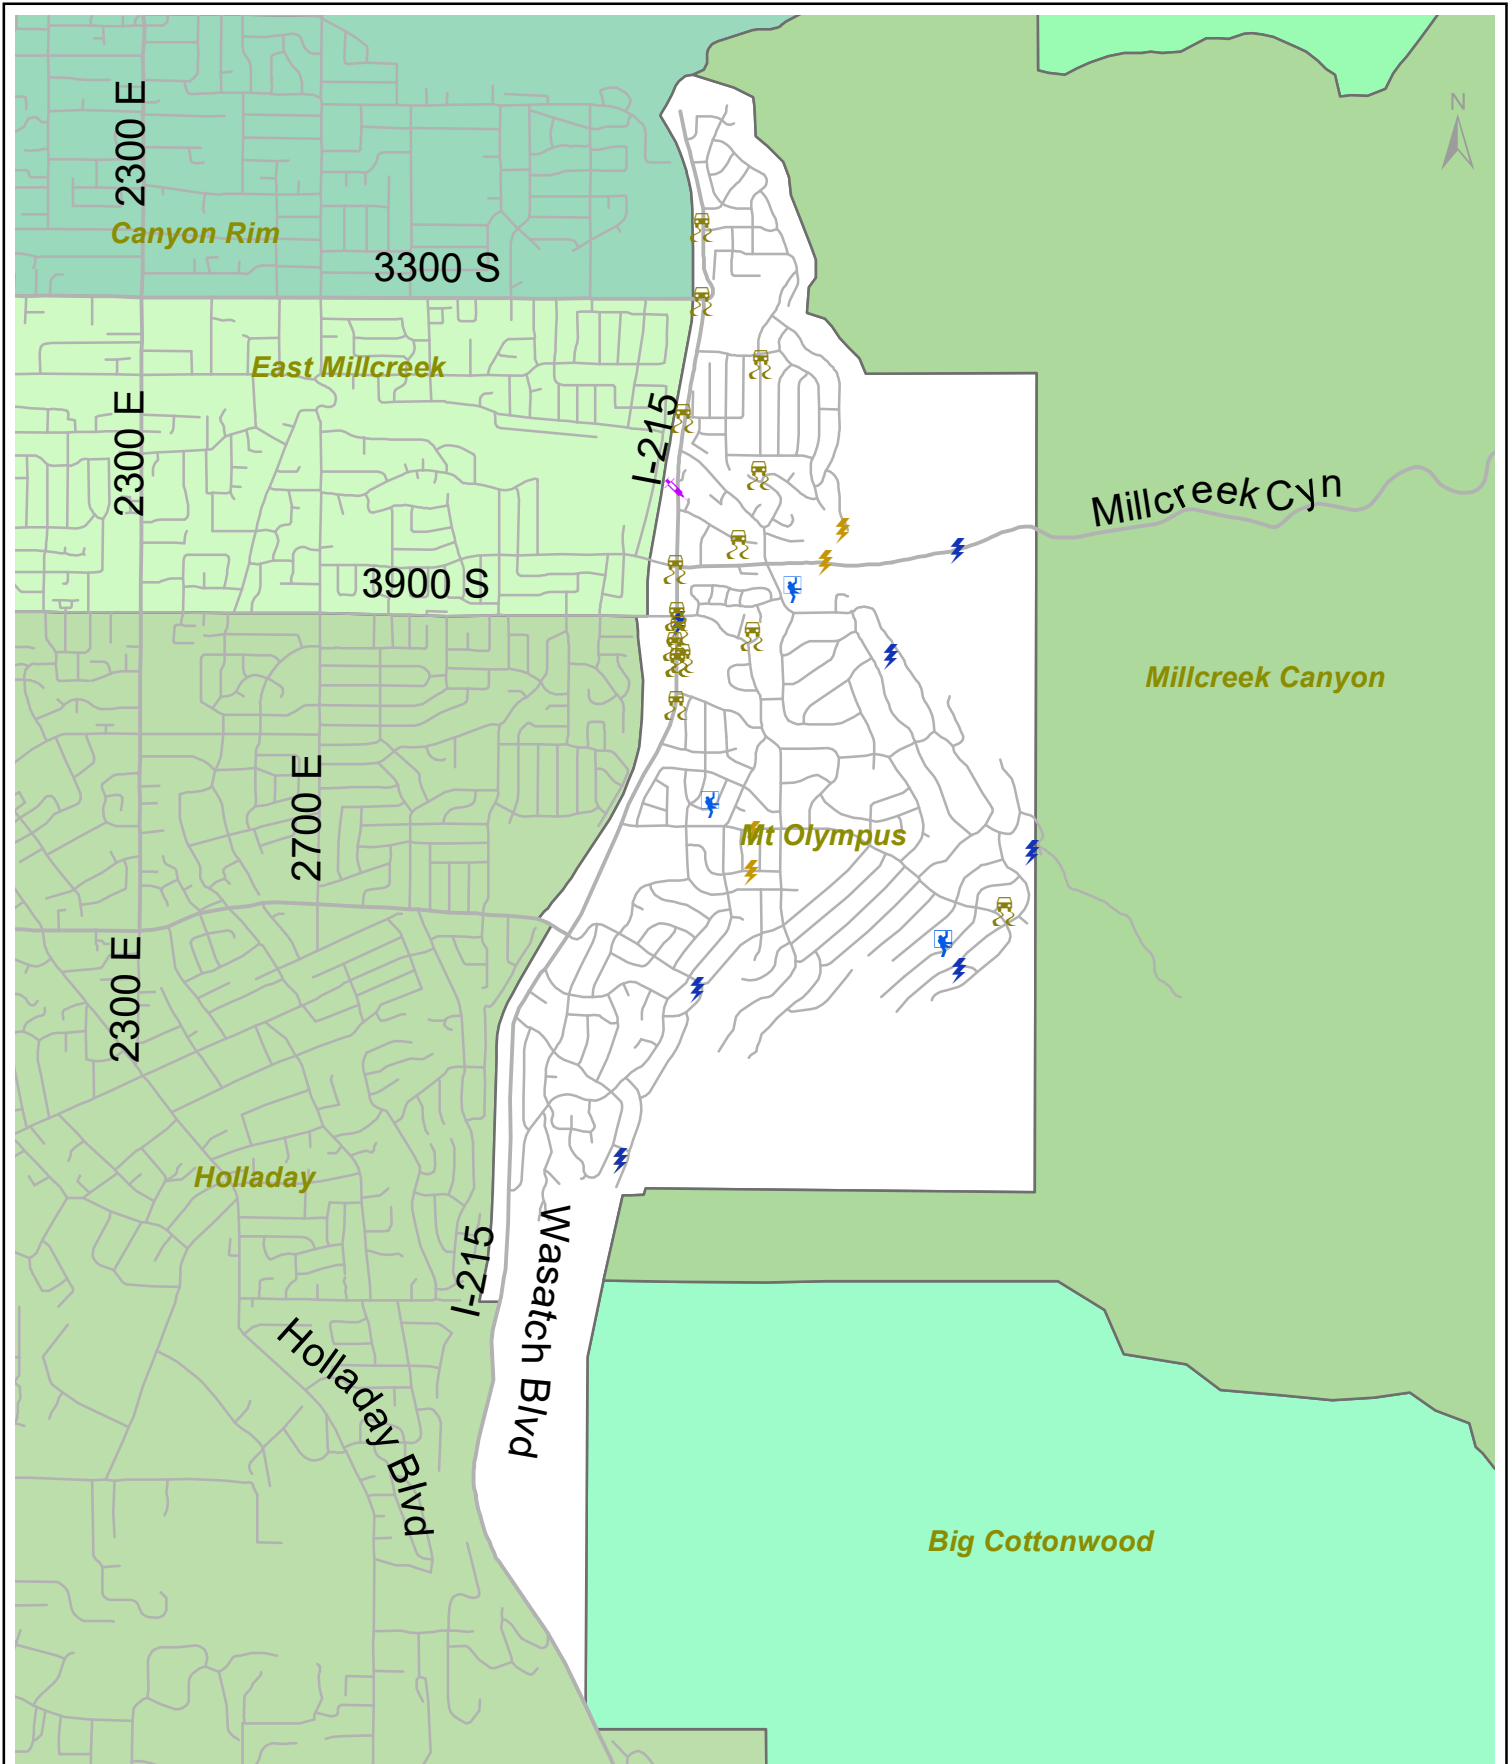 N
2300 E
Canyon Rim
3300 S
East Millcreek
2300 E
I-215
Millcreek Cyn
3900 S
Millcreek Canyon
2700 E
Mt Olympus
2300 E
Holladay
I-215
Wasatch Blvd
Holladay Blvd
Big Cottonwood